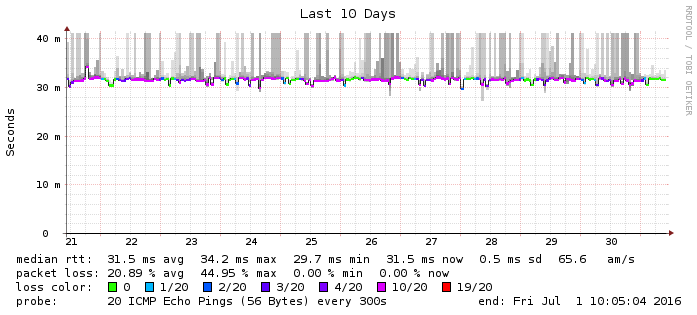 Last 10 Days
RRDTOOL / TOBI OETIKER
Seconds
40 m
30 m
20 m
10 m
0
21 22 23 24 25 26 27 28 29 30
median rtt: 31.5 ms avg 34.2 ms max 29.7 ms min 31.5 ms now 0.5 ms sd 65.6 am/s
packet loss: 20.89 % avg 44.95 % max 0.00 % min 0.00 % now
loss color: 0 1/20 2/20 3/20 4/20 10/20 19/20
probe: 20 ICMP Echo Pings (56 Bytes) every 300s end: Fri Jul 1 10:05:04 2016